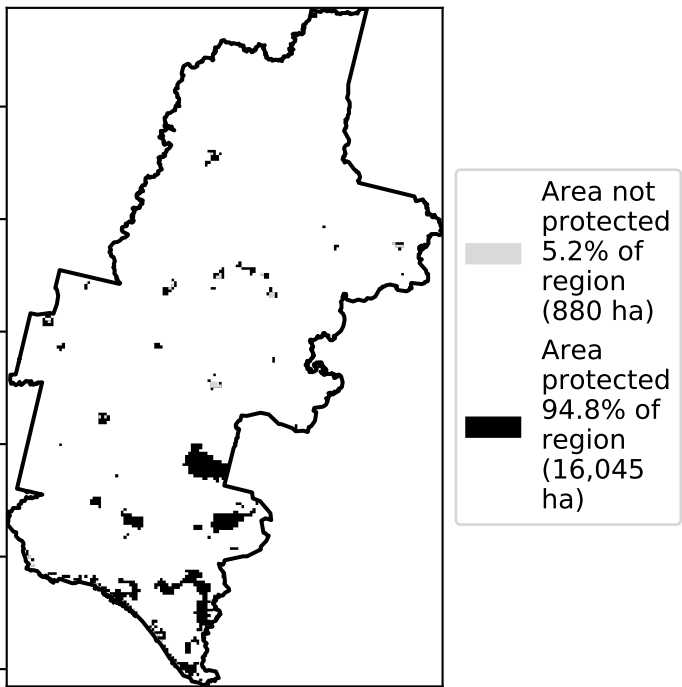 Area not
protected
5.2% of
region
(880 ha)
Area
protected
94.8% of
region
(16,045
ha)